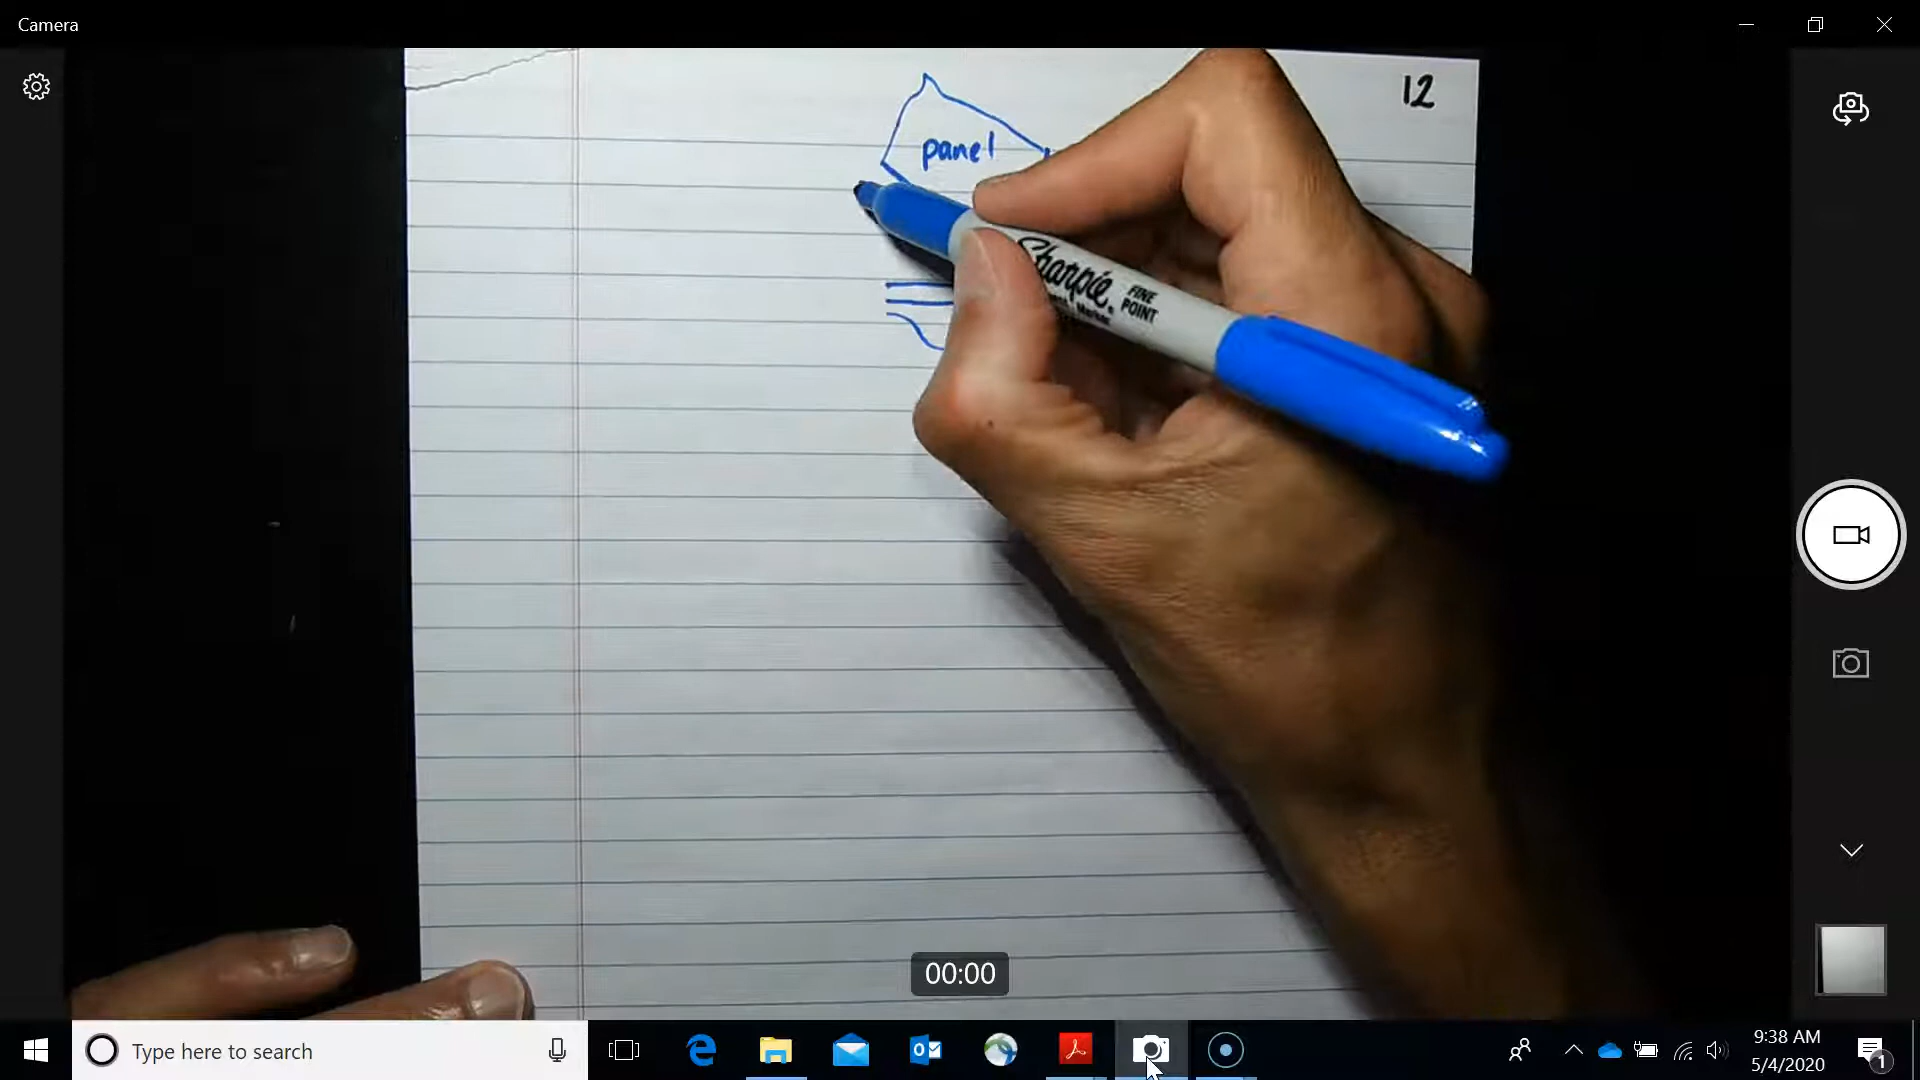 Camera
12
panel
Sharpie.
FINE
POINT
Marker
00:00
Type here to search
9:38 AM
5/4/2020
1